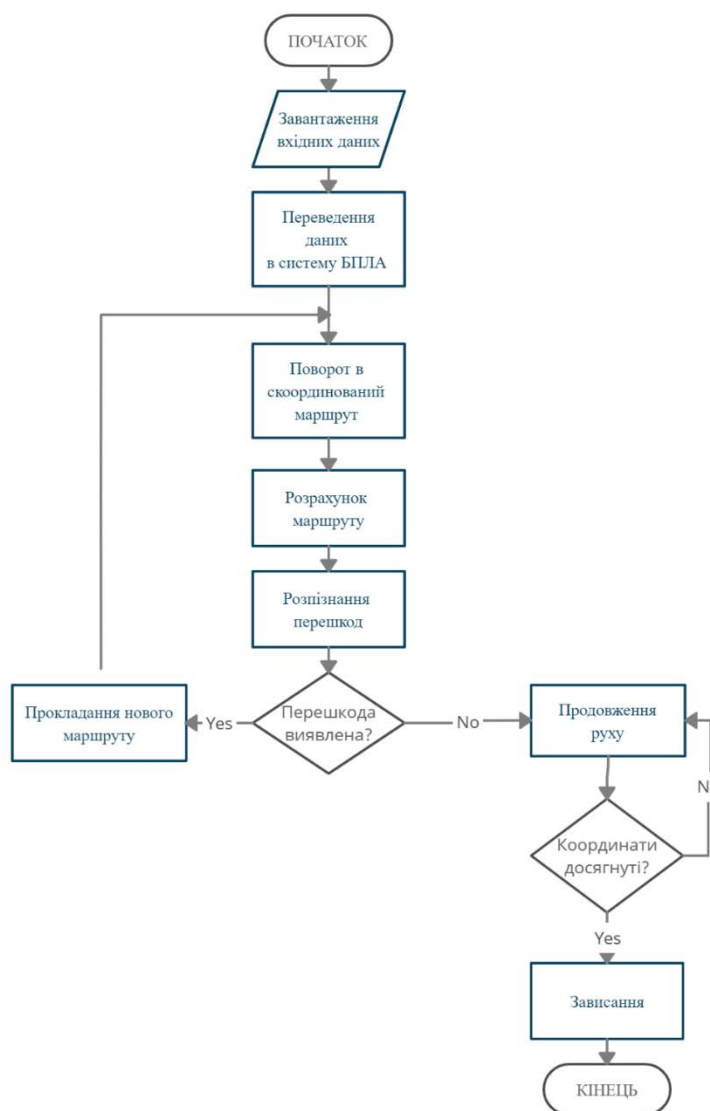 ПОЧАТОК
Завантаження
вхідних даних
Переведення
даних
в систему БПЛА
Поворот в
скоординований
маршрут
Розрахунок
маршруту
Розпізнання
перешкод
Перешкода
виявлена?
Yes
Прокладання нового
маршруту
No
Продовження
руху
N
Координати
досягнуті?
Yes
Зависання
КІНЕЦЬ